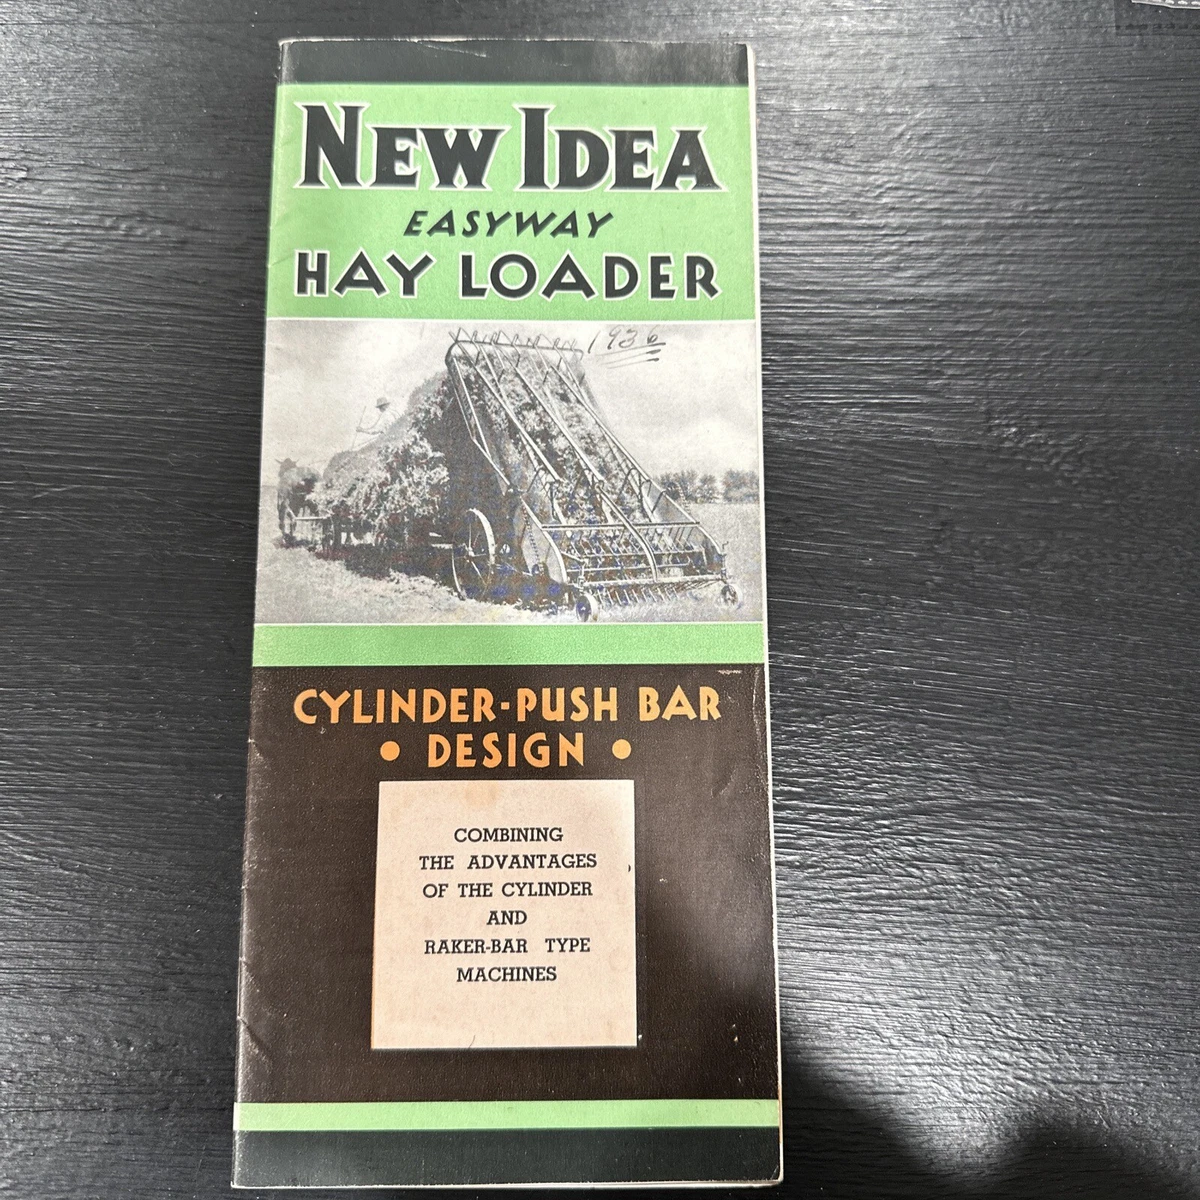 NEW IDEA
EASYWAY
HAY LOADER
1936
CYLINDER-PUSH BAR
• DESIGN •
COMBINING
THE ADVANTAGES
OF THE CYLINDER
AND
RAKER-BAR TYPE
MACHINES